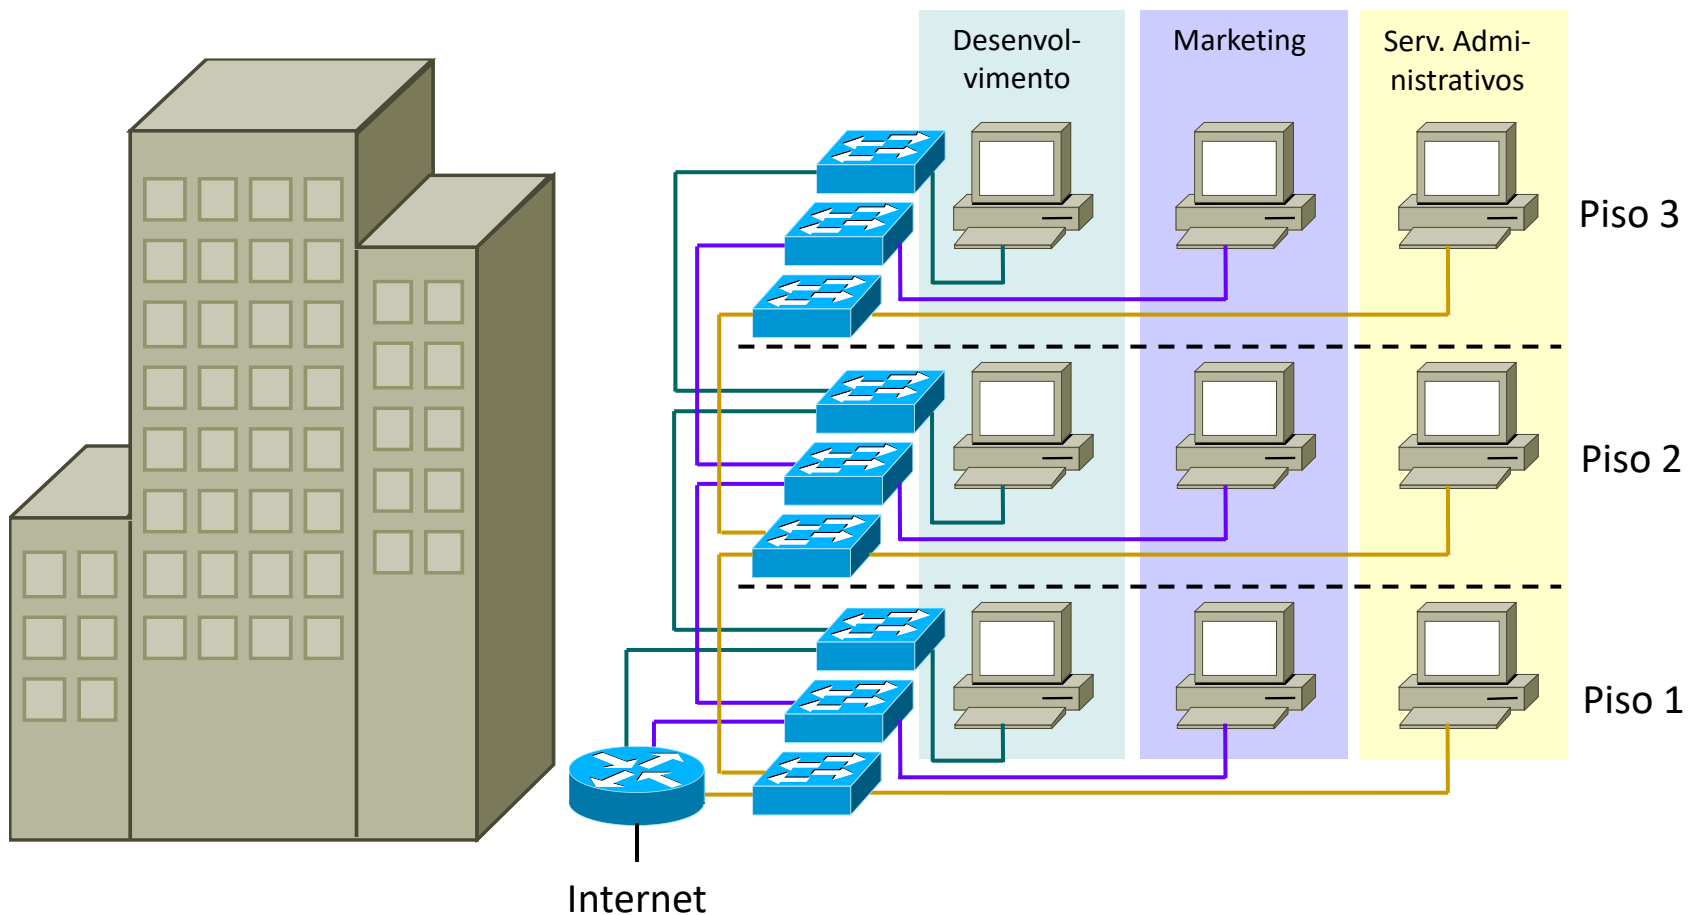 Desenvol-
vimento
Marketing
Serv. Admi-
nistrativos
Piso 3
Piso 2
Piso 1
Internet